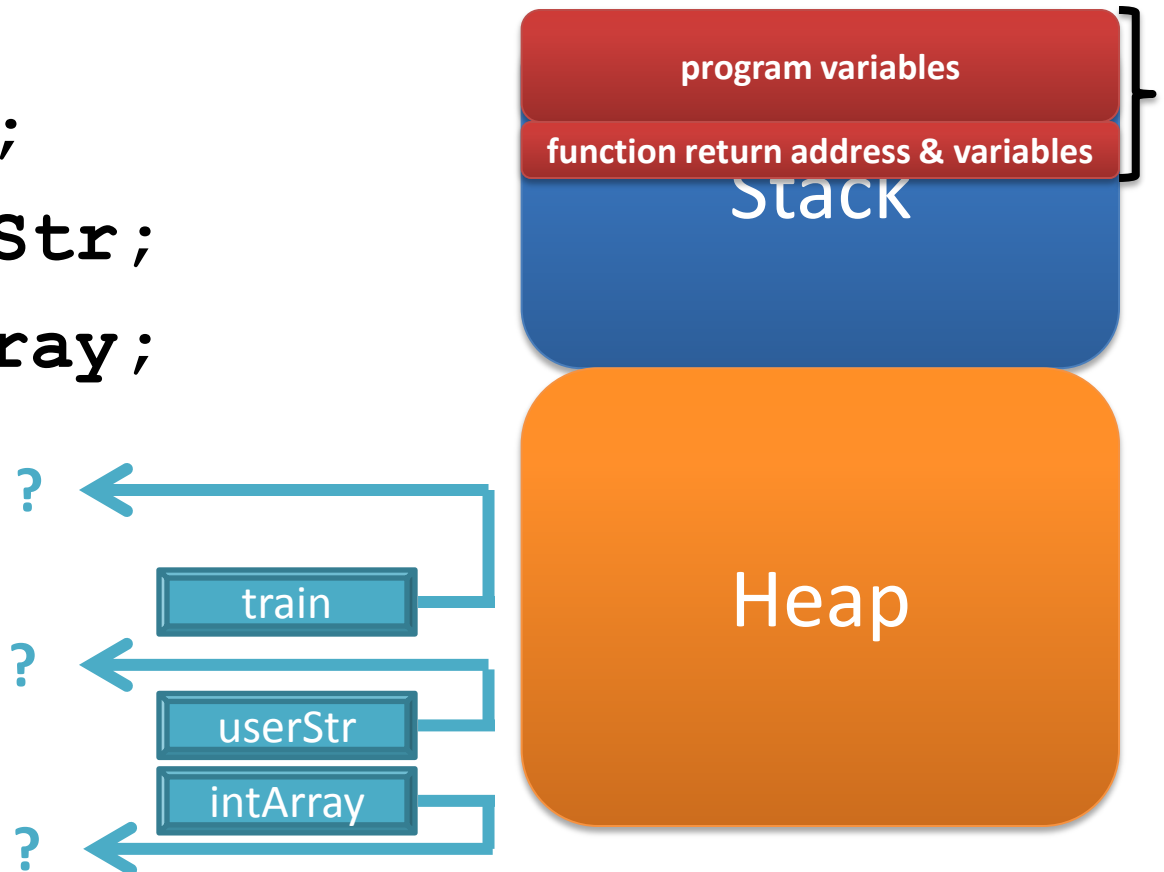 ;
Str;
ray;
program variables
function return address & variables
Stack
Heap
?
train
?
userStr
intArray
?